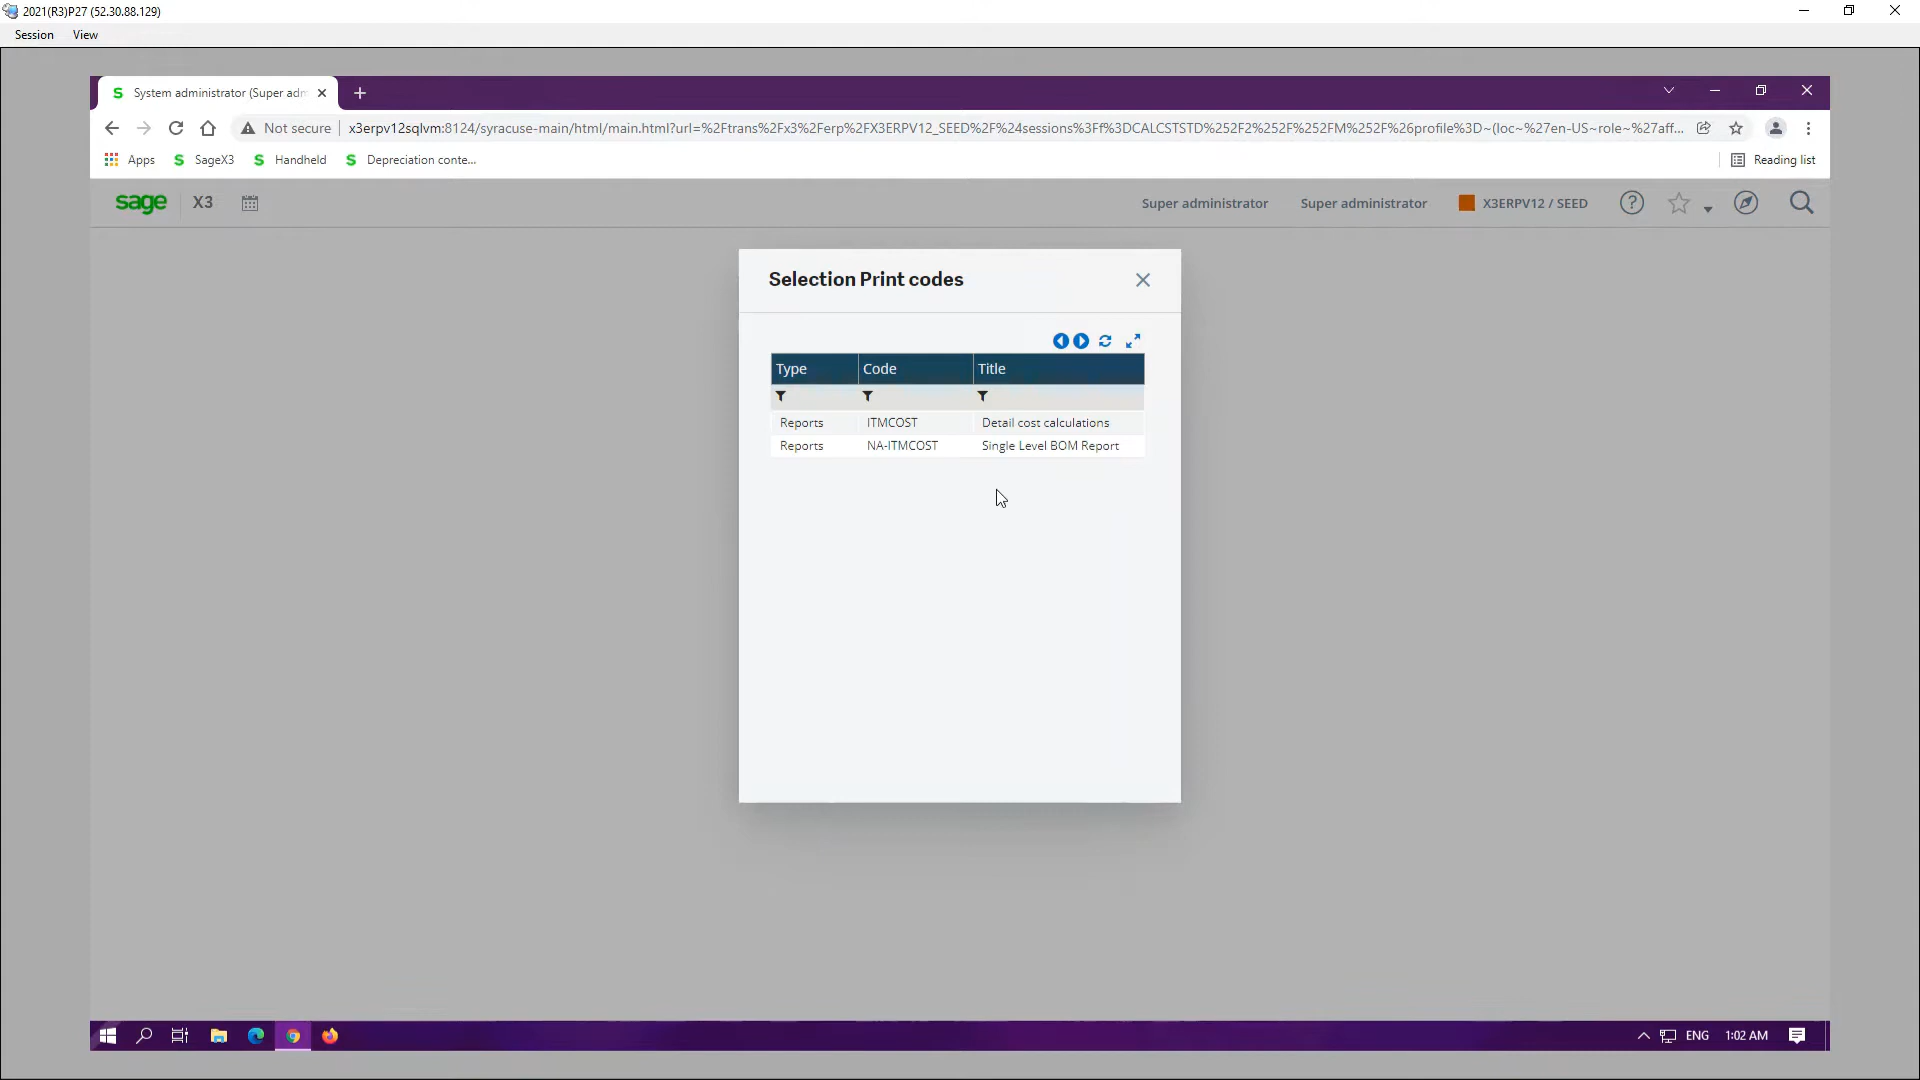 2021(R3)P27 (52.30.88.129)
Session View
System administrator (Super adm
Not secure x3erpv12sqlvm:8124/syracuse-main/html/main.html?url=%2Ftrans%2Fx3%2Ferp%2FX3ERPV12_SEED%2F%24sessions%3Ff%3DCALCSTSTD%252F2%252F%252FM%252F%26profile%3D~(loc~%27en-US~role~%27aff...
Apps SageX3 Handheld Depreciation conte... Reading list
sage X3 Super administrator Super administrator X3ERPV12 / SEED
Selection Print codes
Type Code Title
Reports ITMCOST Detail cost calculations
Reports NA-ITMCOST Single Level BOM Report
ENG 1:02 AM